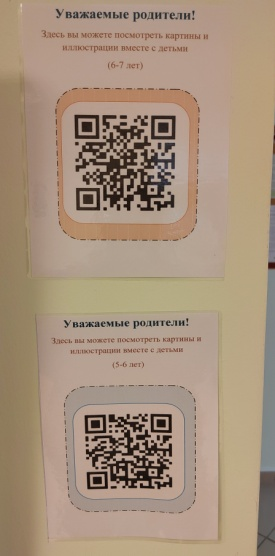 Уважаемые родители!
Здесь вы можете посмотреть картины и
иллюстрации вместе с детьми
(6-7 лет)
Уважаемые родители!
Здесь вы можете посмотреть картины и
иллюстрации вместе с детьми
(5-6 лет)